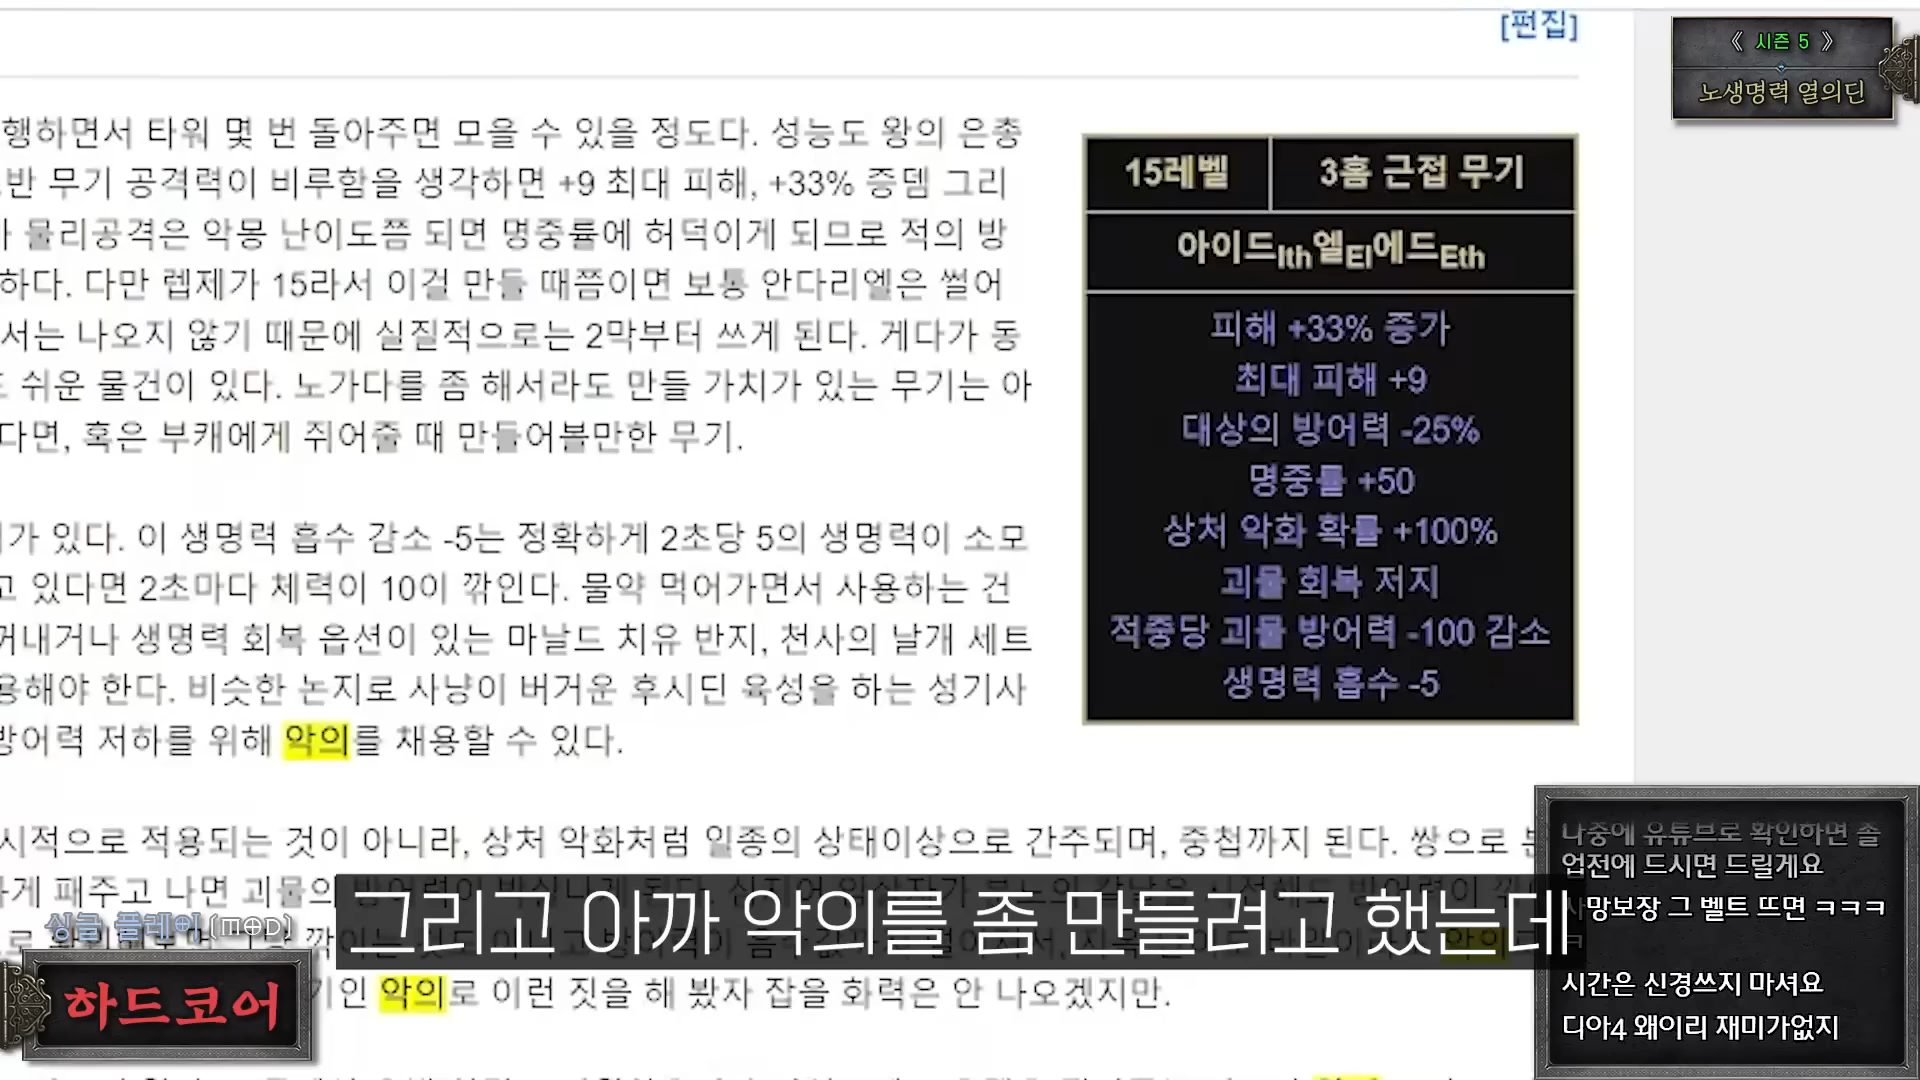 [편집]
《 시즌 5 》
노생명력 열의딘
행하면서 타워 몇 번 돌아주면 모을 수 있을 정도다. 성능도 왕의 은총
반 무기 공격력이 비루함을 생각하면 +9 최대 피해, +33% 증뎀 그리
물리공격은 악몽 난이도쯤 되면 명중률에 허덕이게 되므로 적의 방
하다. 다만 렙제가 15라서 이걸 만들 때쯤이면 보통 안다리엘은 썰어
서는 나오지 않기 때문에 실질적으로는 2막부터 쓰게 된다. 게다가 동
쉬운 물건이 있다. 노가다를 좀 해서라도 만들 가치가 있는 무기는 아
다면, 혹은 부캐에게 쥐어줄 때 만들어볼만한 무기.
15레벨
3홈 근접 무기
아이드Ith엘El에드Eth
피해 +33% 증가
최대 피해 +9
대상의 방어력 -25%
명중률 +50
상처 악화 확률 +100%
괴물 회복 저지
적중당 괴물 방어력 -100 감소
생명력 흡수 -5
가 있다. 이 생명력 흡수 감소 -5는 정확하게 2초당 5의 생명력이 소모
고 있다면 2초마다 체력이 10이 깎인다. 물약 먹어가면서 사용하는 건
꺼내거나 생명력 회복 옵션이 있는 마날드 치유 반지, 천사의 날개 세트
용해야 한다. 비슷한 논지로 사냥이 버거운 후시딘 육성을 하는 성기사
방어력 저하를 위해 악의를 채용할 수 있다.
시적으로 적용되는 것이 아니라, 상처 악화처럼 일종의 상태이상으로 간주되며, 중첩까지 된다. 쌍으로
하게 패주고 나면 괴물의
그리고 아까 악의를 좀 만들려고 했는데
기인 악의로 이런 짓을 해 봤자 잡을 화력은 안 나오겠지만.
싱글 플레이 (MOD)
하드코어
나중에 유튜브로 확인하면 졸
업전에 드시면 드릴게요
사망보장 그 벨트 뜨면 ㅋㅋㅋ
ㅋ
시간은 신경쓰지 마셔요
디아4 왜이리 재미가없지